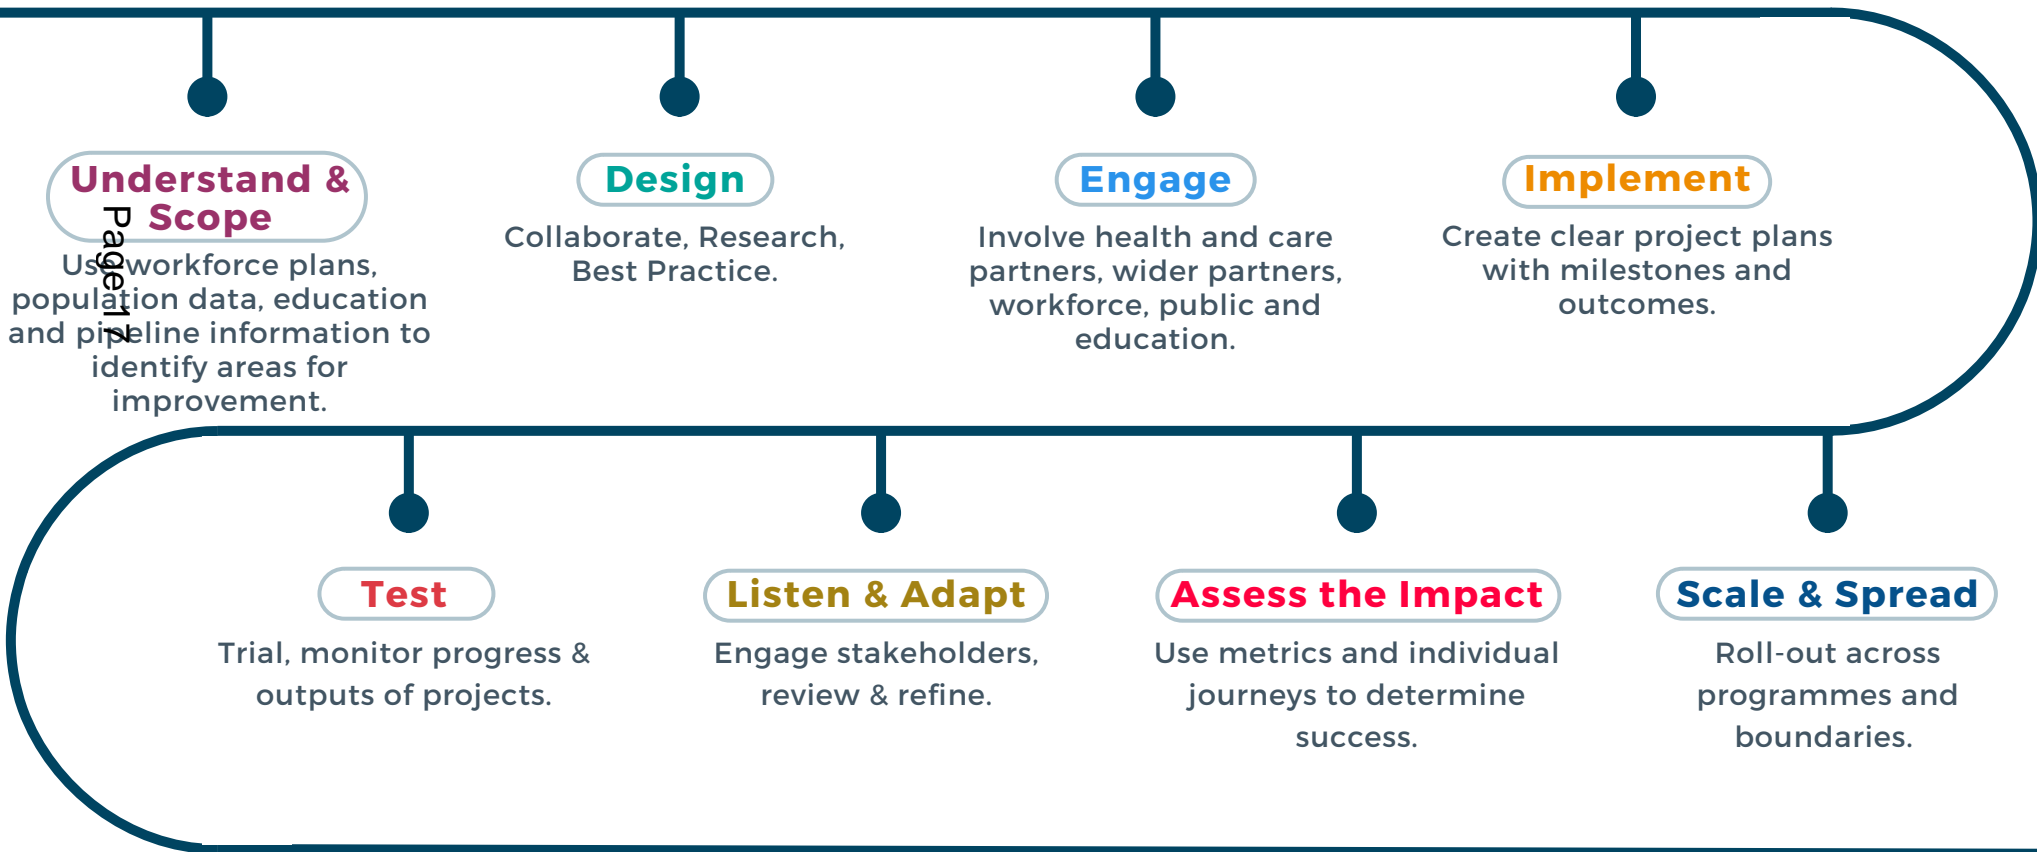 Understand &
Scope
Use workforce plans,
population data, education
and pipeline information to
identify areas for
improvement.
Page 17
Design
Collaborate, Research,
Best Practice.
Engage
Involve health and care
partners, wider partners,
workforce, public and
education.
Implement
Create clear project plans
with milestones and
outcomes.
Test
Trial, monitor progress &
outputs of projects.
Listen & Adapt
Engage stakeholders,
review & refine.
Assess the Impact
Use metrics and individual
journeys to determine
success.
Scale & Spread
Roll-out across
programmes and
boundaries.